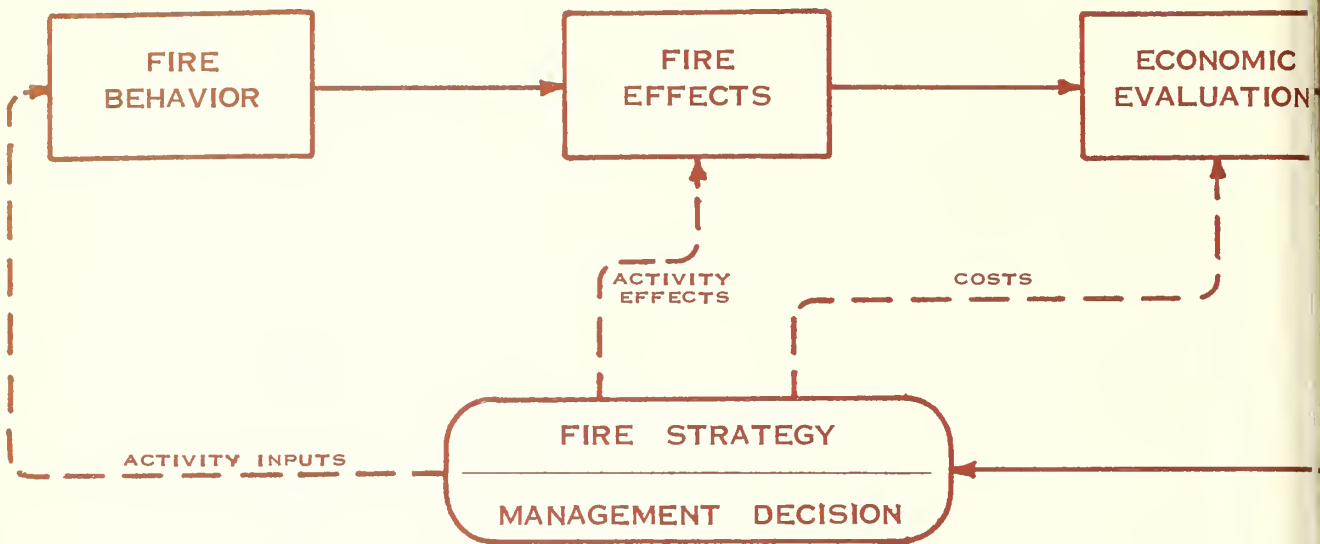 FIRE
BEHAVIOR
FIRE
EFFECTS
ECONOMIC
EVALUATION
ACTIVITY
EFFECTS
COSTS
ACTIVITY INPUTS
FIRE STRATEGY
MANAGEMENT DECISION